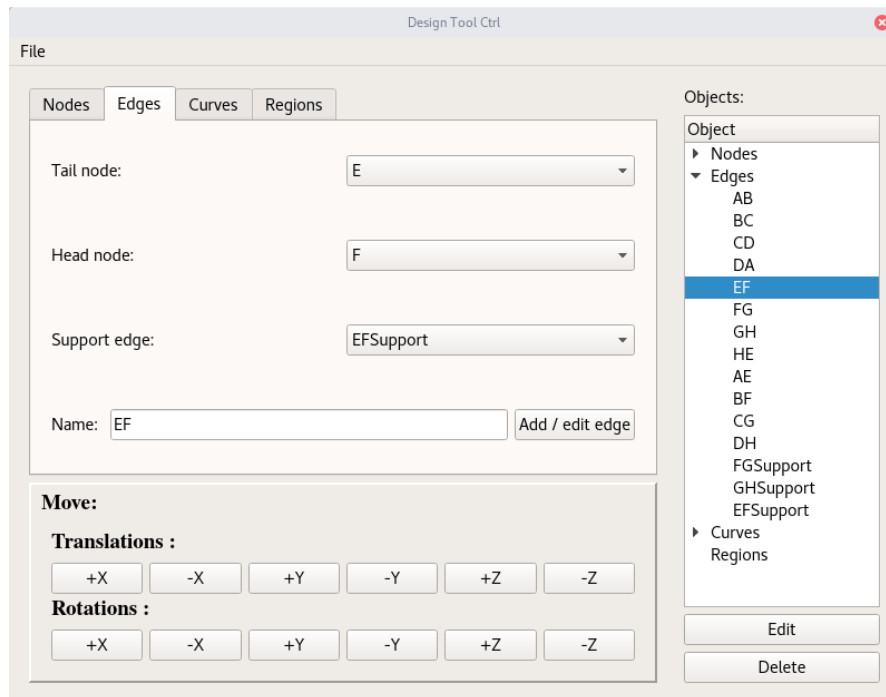 Design Tool Ctrl
File
Nodes Edges Curves Regions
Tail node: E
Head node: F
Support edge: EFSupport
Name: EF Add / edit edge
Move:
Translations :
+X -X +Y -Y +Z -Z
Rotations :
+X -X +Y -Y +Z -Z
Objects:
Object
Nodes
Edges
AB
BC
CD
DA
EF
FG
GH
HE
AE
BF
CG
DH
FGSupport
GHSupport
EFSupport
Curves
Regions
Edit
Delete